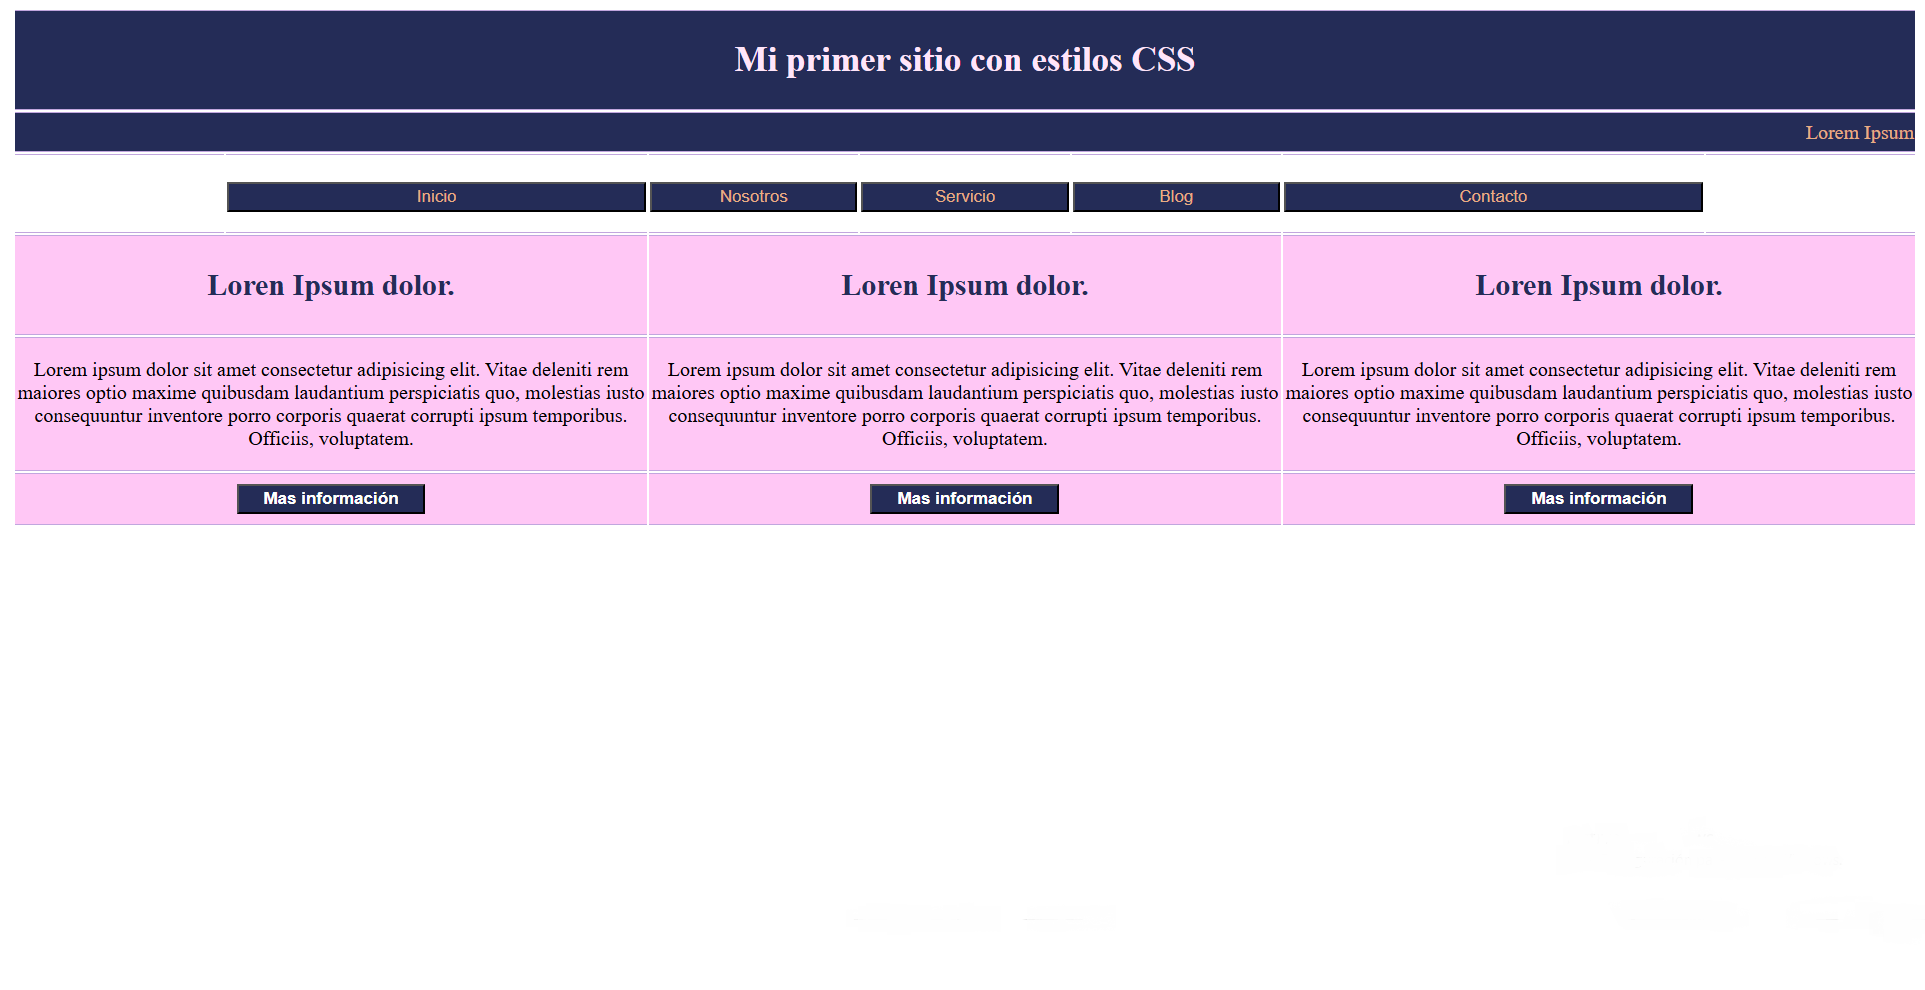 Mi primer sitio con estilos CSS
Lorem Ipsum
Inicio Nosotros Servicio Blog Contacto
Loren Ipsum dolor. Loren Ipsum dolor. Loren Ipsum dolor.
Lorem ipsum dolor sit amet consectetur adipisicing elit. Vitae deleniti rem
maiores optio maxime quibusdam laudantium perspiciatis quo, molestias iusto
consequuntur inventore porro corporis quaerat corrupti ipsum temporibus.
Officiis, voluptatem.
Lorem ipsum dolor sit amet consectetur adipisicing elit. Vitae deleniti rem
maiores optio maxime quibusdam laudantium perspiciatis quo, molestias iusto
consequuntur inventore porro corporis quaerat corrupti ipsum temporibus.
Officiis, voluptatem.
Lorem ipsum dolor sit amet consectetur adipisicing elit. Vitae deleniti rem
maiores optio maxime quibusdam laudantium perspiciatis quo, molestias iusto
consequuntur inventore porro corporis quaerat corrupti ipsum temporibus.
Officiis, voluptatem.
Mas información Mas información Mas información